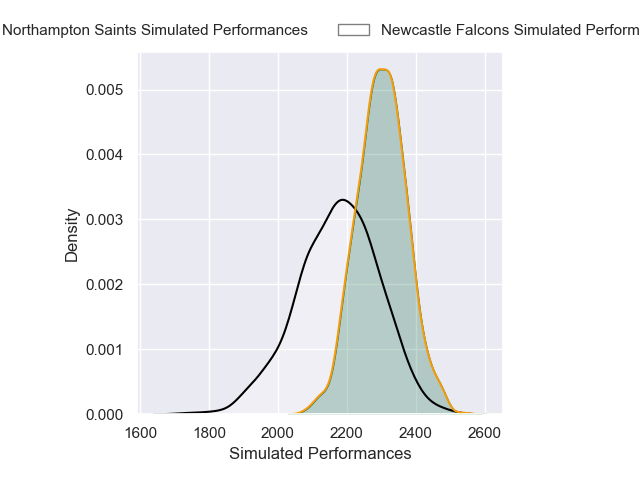 Northampton Saints Simulated Performances Newcastle Falcons Simulated Perform
0.005
0.004
0.003
0.002
0.001
0.000
Density
1600 1800 2000 2200 2400 2600
Simulated Performances